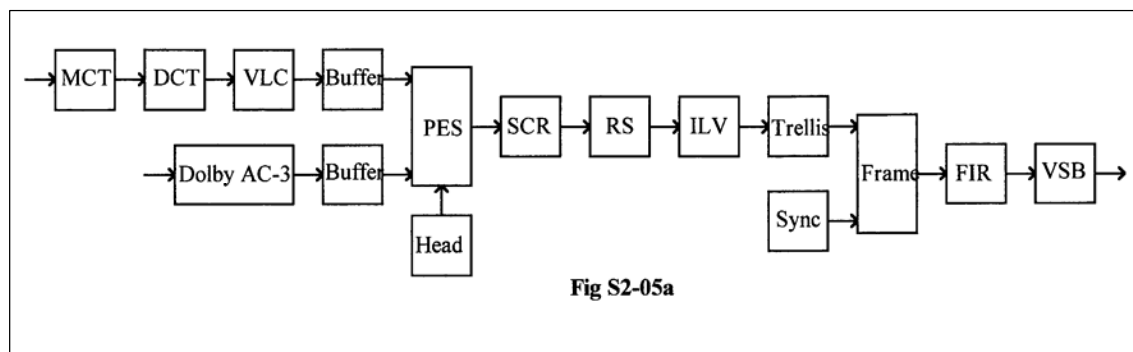 MCT
DCT
VLC
Buffer
PES
SCR
RS
ILV
Trellis
Dolby AC-3
Buffer
Frame
FIR
VSB
Head
Sync
Fig S2-05a